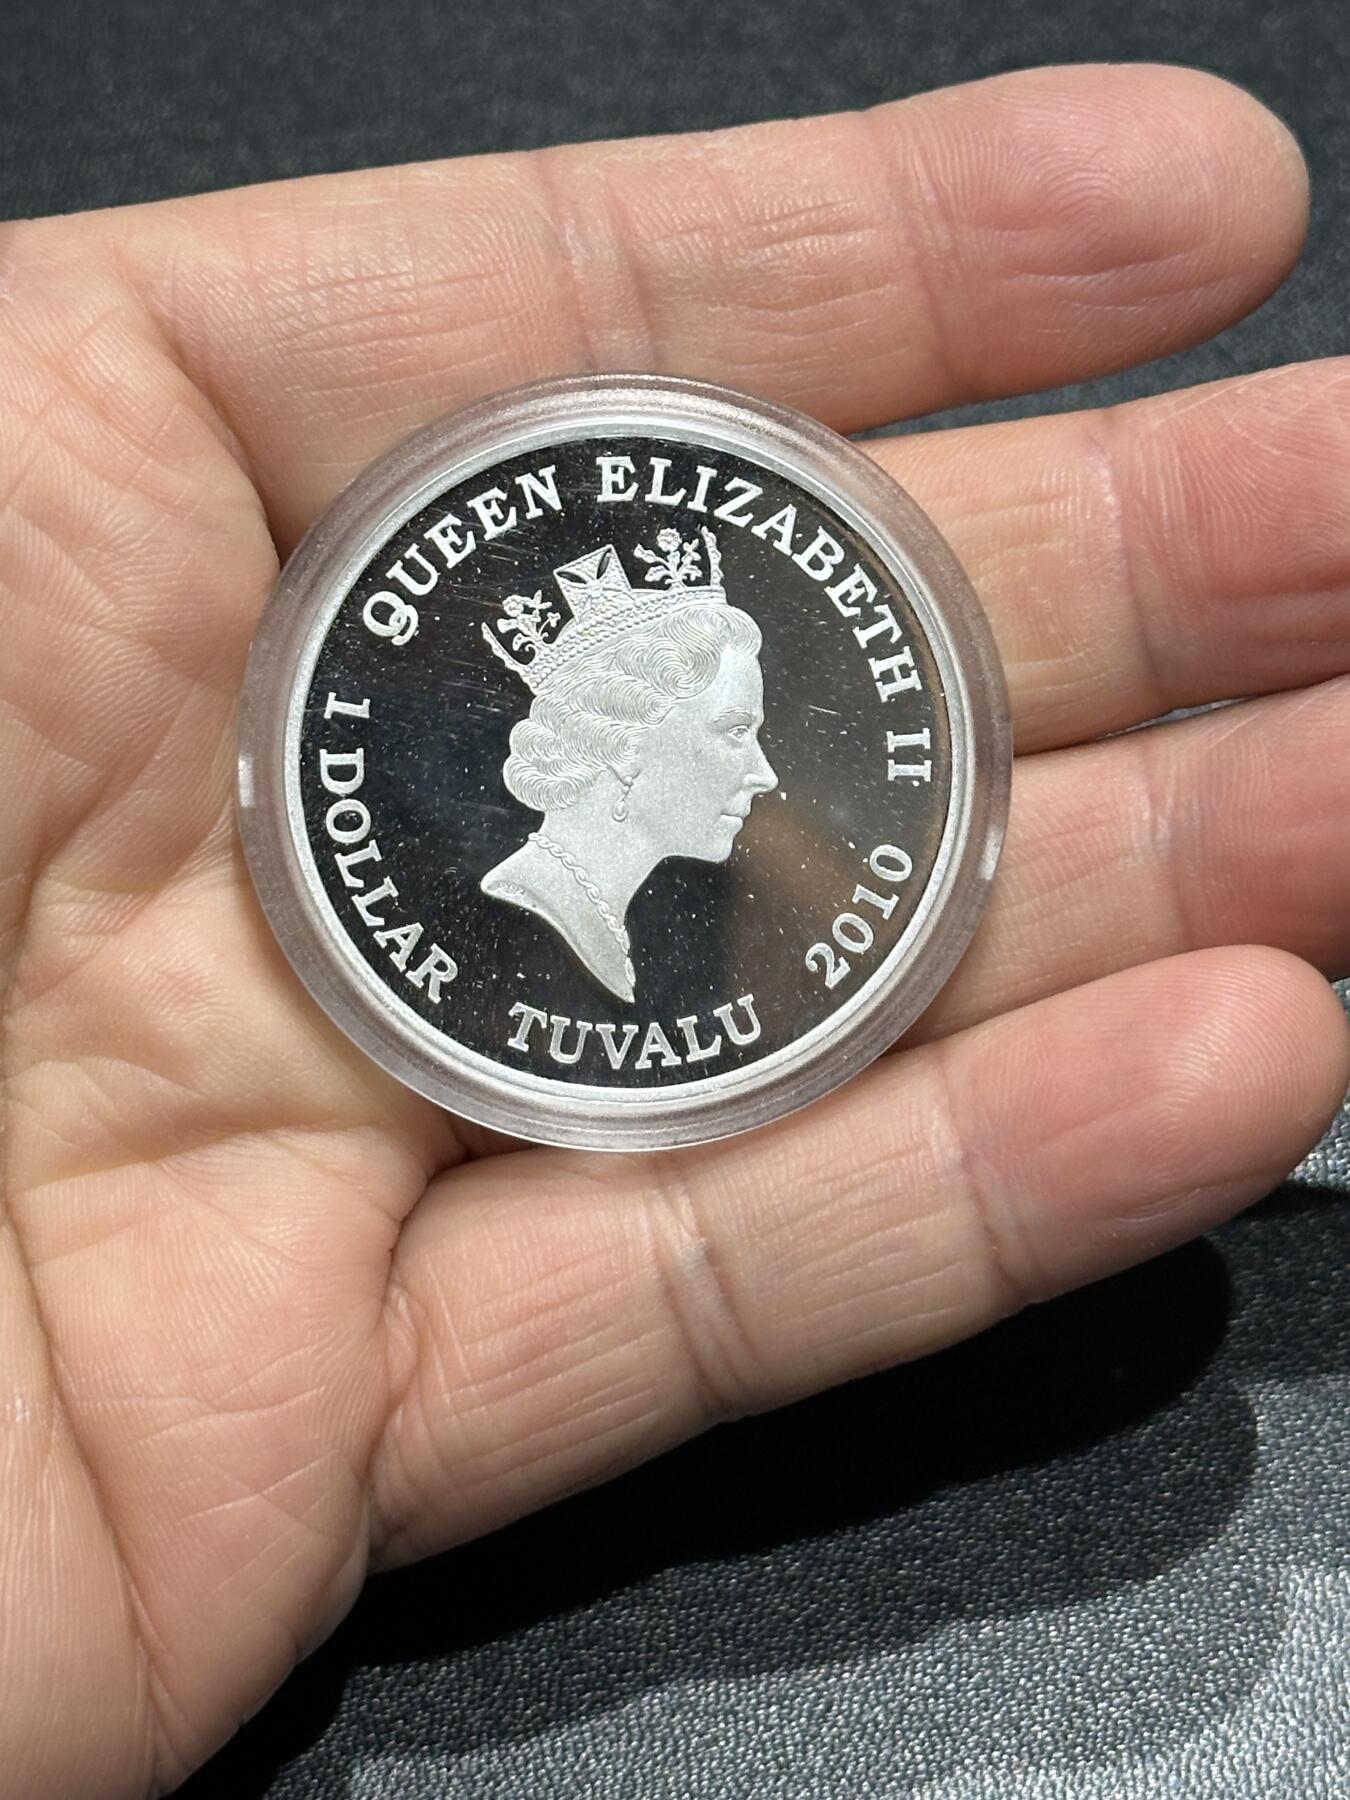 QUEEN ELIZABETH II
1 DOLLAR TUVALU 2010